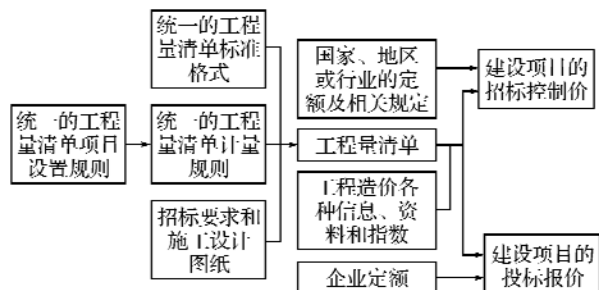 统一的工程
量清单标准
格式
国家、地区
或行业的定
额及相关规定
建设项目的
招标控制价
统一的工程
量清单项目
设置规则
统一的工程
量清单计量
规则
工程量清单
工程造价各
种信息、资
料和指数
招标要求和
施工设计
图纸
企业定额
建设项目的
投标报价